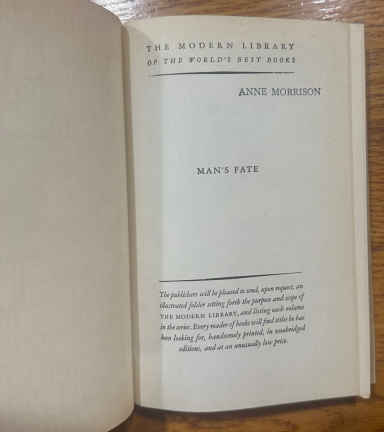 THE MODERN LIBRARY
OF THE WORLD'S BEST BOOKS
ANNE MORRISON
MAN'S FATE
The publishers will be pleased to send, upon request, an
illustrated folder setting forth the purpose and scope of
THE MODERN LIBRARY, and listing each volume
in the series. Every reader of books will find titles he has
been looking for, handsomely printed, in unabridged
editions, and at an unusually low price.